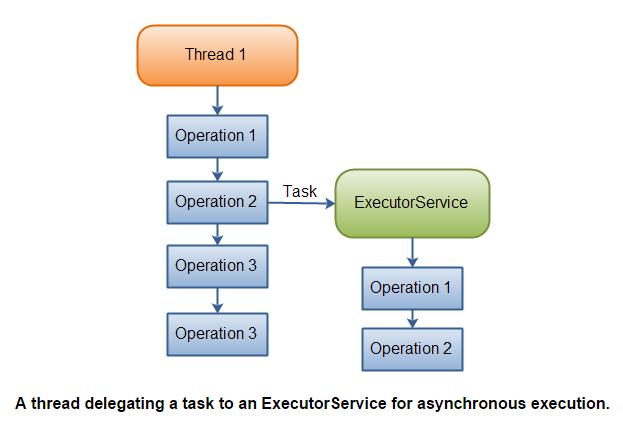 Thread 1
Operation 1
Operation 2
Task
ExecutorService
Operation 3
Operation 1
Operation 3
Operation 2
A thread delegating a task to an ExecutorService for asynchronous execution.